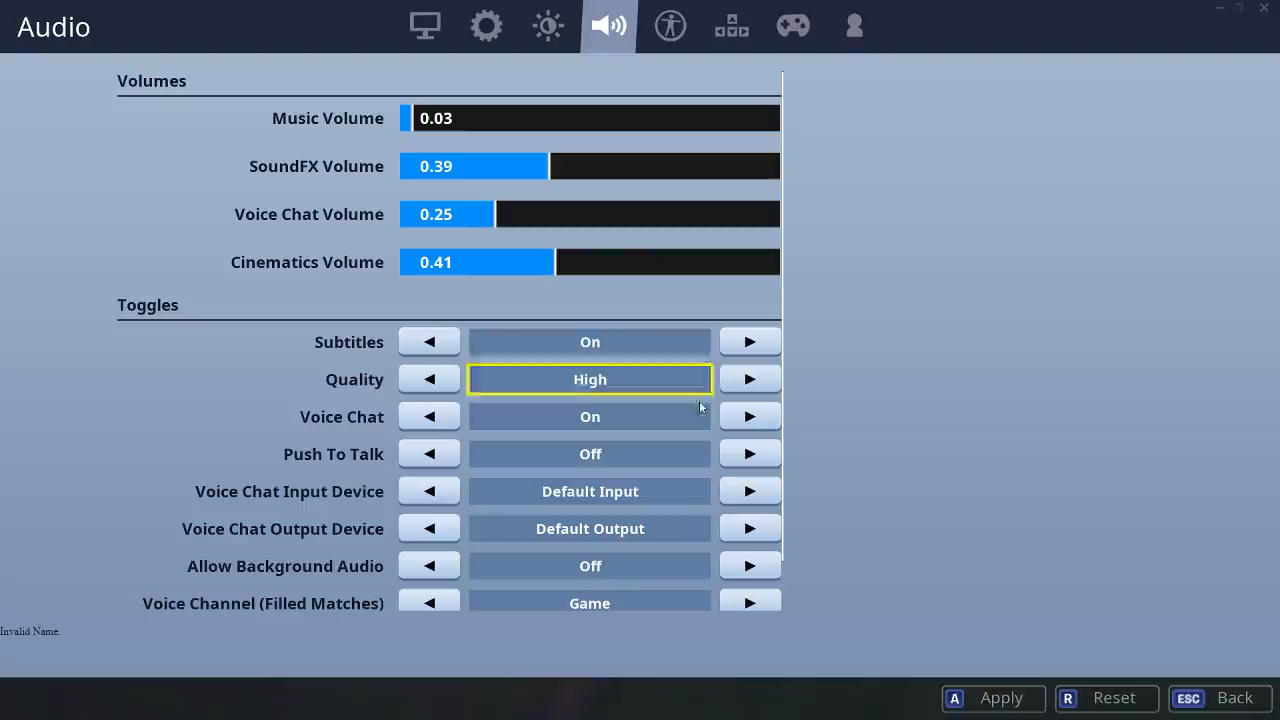 Audio
Volumes
Music Volume 0.03
SoundFX Volume 0.39
Voice Chat Volume 0.25
Cinematics Volume 0.41
Toggles
Subtitles On
Quality High
Voice Chat On
Push To Talk Off
Voice Chat Input Device Default Input
Voice Chat Output Device Default Output
Allow Background Audio Off
Voice Channel (Filled Matches) Game
Invalid Name.
A Apply R Reset ESC Back